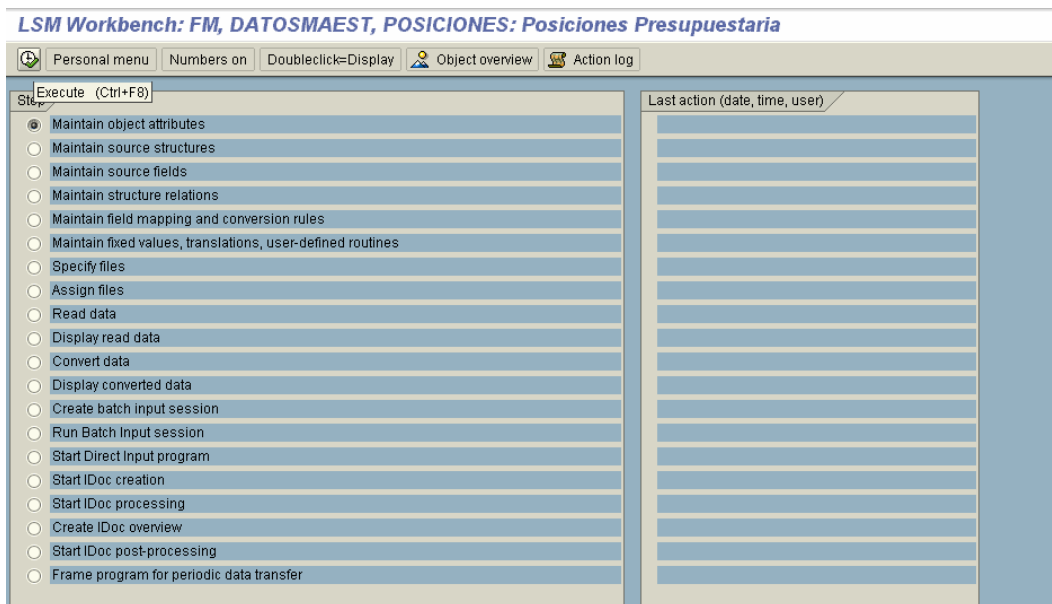 LSM Workbench: FM, DATOSMAEST, POSICIONES: Posiciones Presupuestaria
Personal menu Numbers on Doubleclick=Display Object overview Action log
Execute (Ctrl+F8)
Last action (date, time, user)
Maintain object attributes
Maintain source structures
Maintain source fields
Maintain structure relations
Maintain field mapping and conversion rules
Maintain fixed values, translations, user-defined routines
Specify files
Assign files
Read data
Display read data
Convert data
Display converted data
Create batch input session
Run Batch Input session
Start Direct Input program
Start IDoc creation
Start IDoc processing
Create IDoc overview
Start IDoc post-processing
Frame program for periodic data transfer